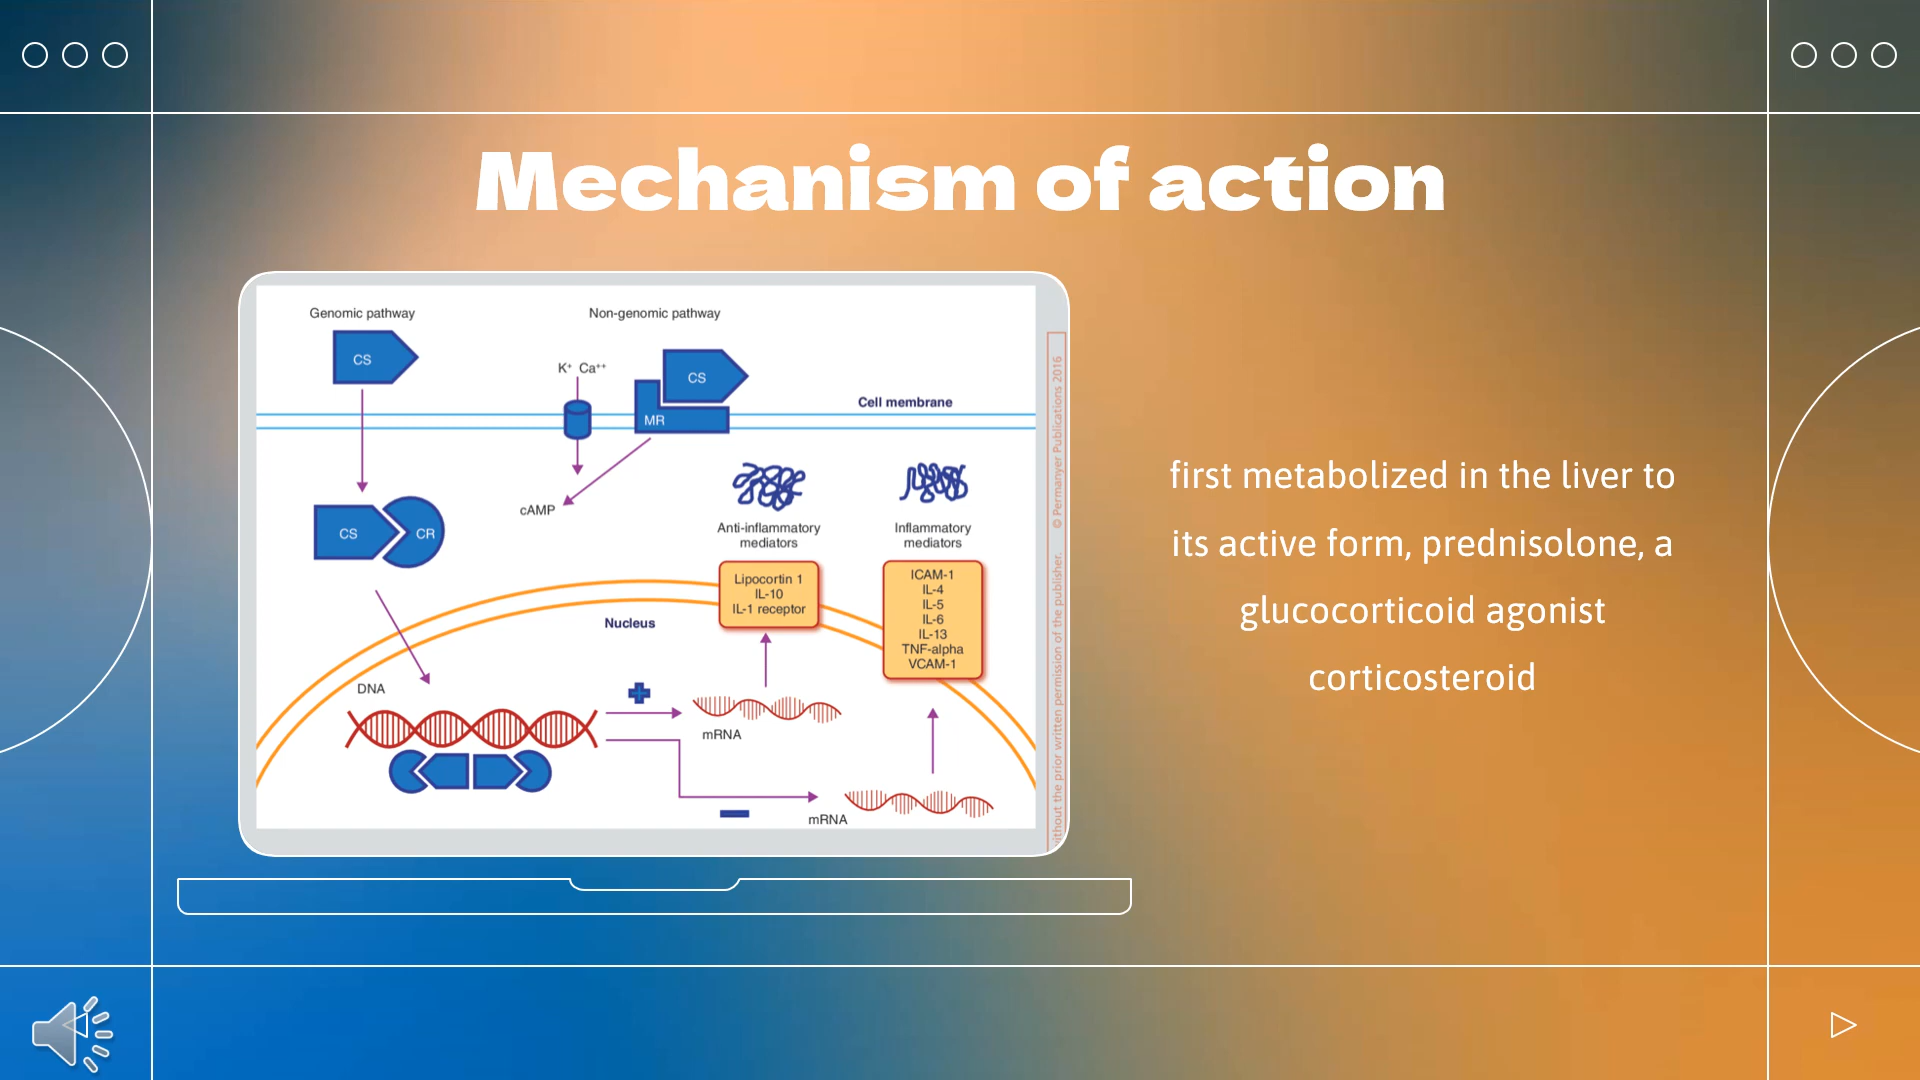 Mechanism of action
Genomic pathway
Non-genomic pathway
CS
K⁺ Ca⁺⁺
CS
MR
Cell membrane
cAMP
CS
CR
Anti-inflammatory
mediators
Inflammatory
mediators
Lipocortin 1
IL-10
IL-1 receptor
ICAM-1
IL-4
IL-5
IL-6
IL-13
TNF-alpha
VCAM-1
Nucleus
DNA
mRNA
mRNA
ithout the prior written permission of the publisher. © Permanyer Publications 2016
first metabolized in the liver to
its active form, prednisolone, a
glucocorticoid agonist
corticosteroid